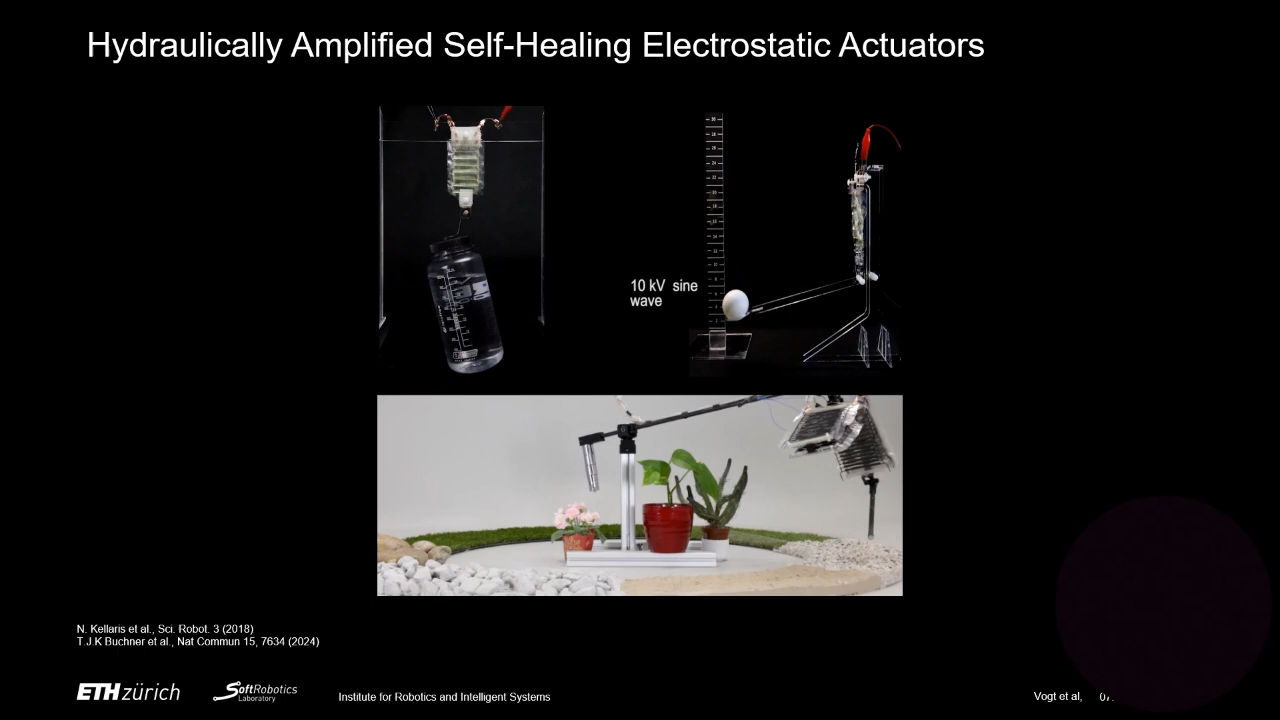 Hydraulically Amplified Self-Healing Electrostatic Actuators
10 kV sine
wave
N. Kellaris et al., Sci. Robot. 3 (2018)
T.J.K Buchner et al., Nat Commun 15, 7634 (2024)
ETH zürich
SoftRobotics
Laboratory
Institute for Robotics and Intelligent Systems
Vogt et al,